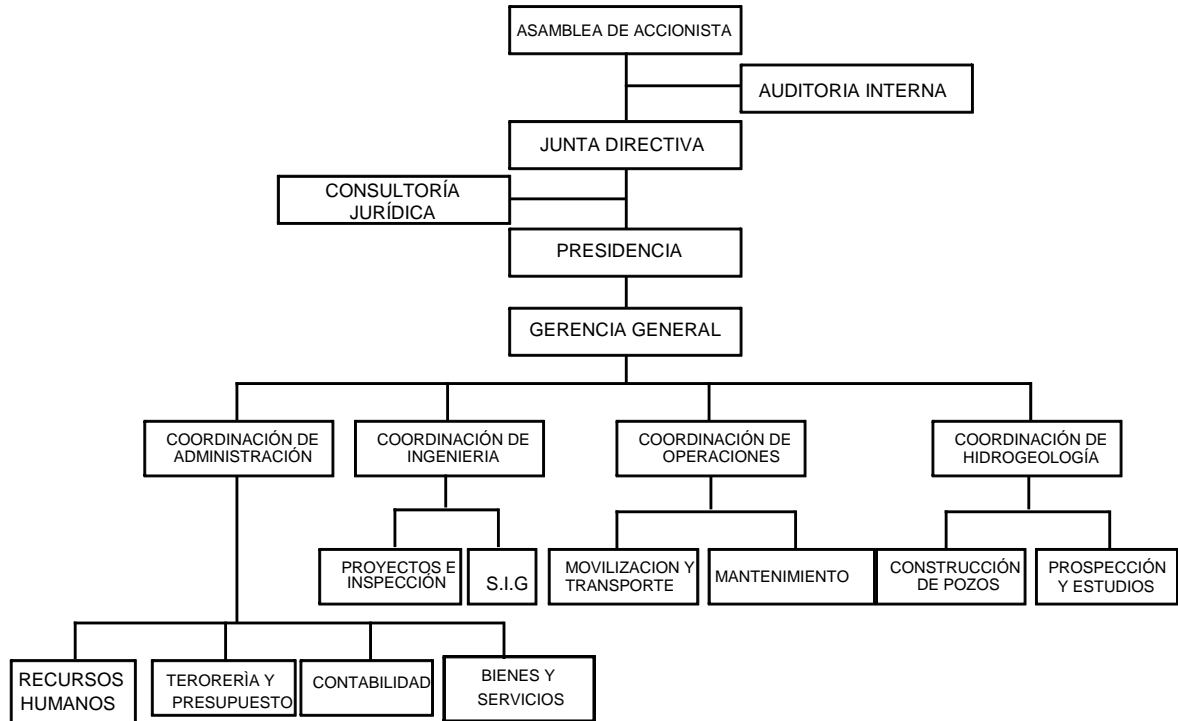 ASAMBLEA DE ACCIONISTA
AUDITORIA INTERNA
JUNTA DIRECTIVA
CONSULTORÍA
JURÍDICA
PRESIDENCIA
GERENCIA GENERAL
COORDINACIÓN DE
ADMINISTRACIÓN
COORDINACIÓN DE
INGENIERIA
COORDINACIÓN DE
OPERACIONES
COORDINACIÓN DE
HIDROGEOLOGÍA
PROYECTOS E
INSPECCIÓN
S.I.G
MOVILIZACION Y
TRANSPORTE
MANTENIMIENTO
CONSTRUCCIÓN
DE POZOS
PROSPECCIÓN
Y ESTUDIOS
RECURSOS
HUMANOS
TERORERÌA Y
PRESUPUESTO
CONTABILIDAD
BIENES Y
SERVICIOS